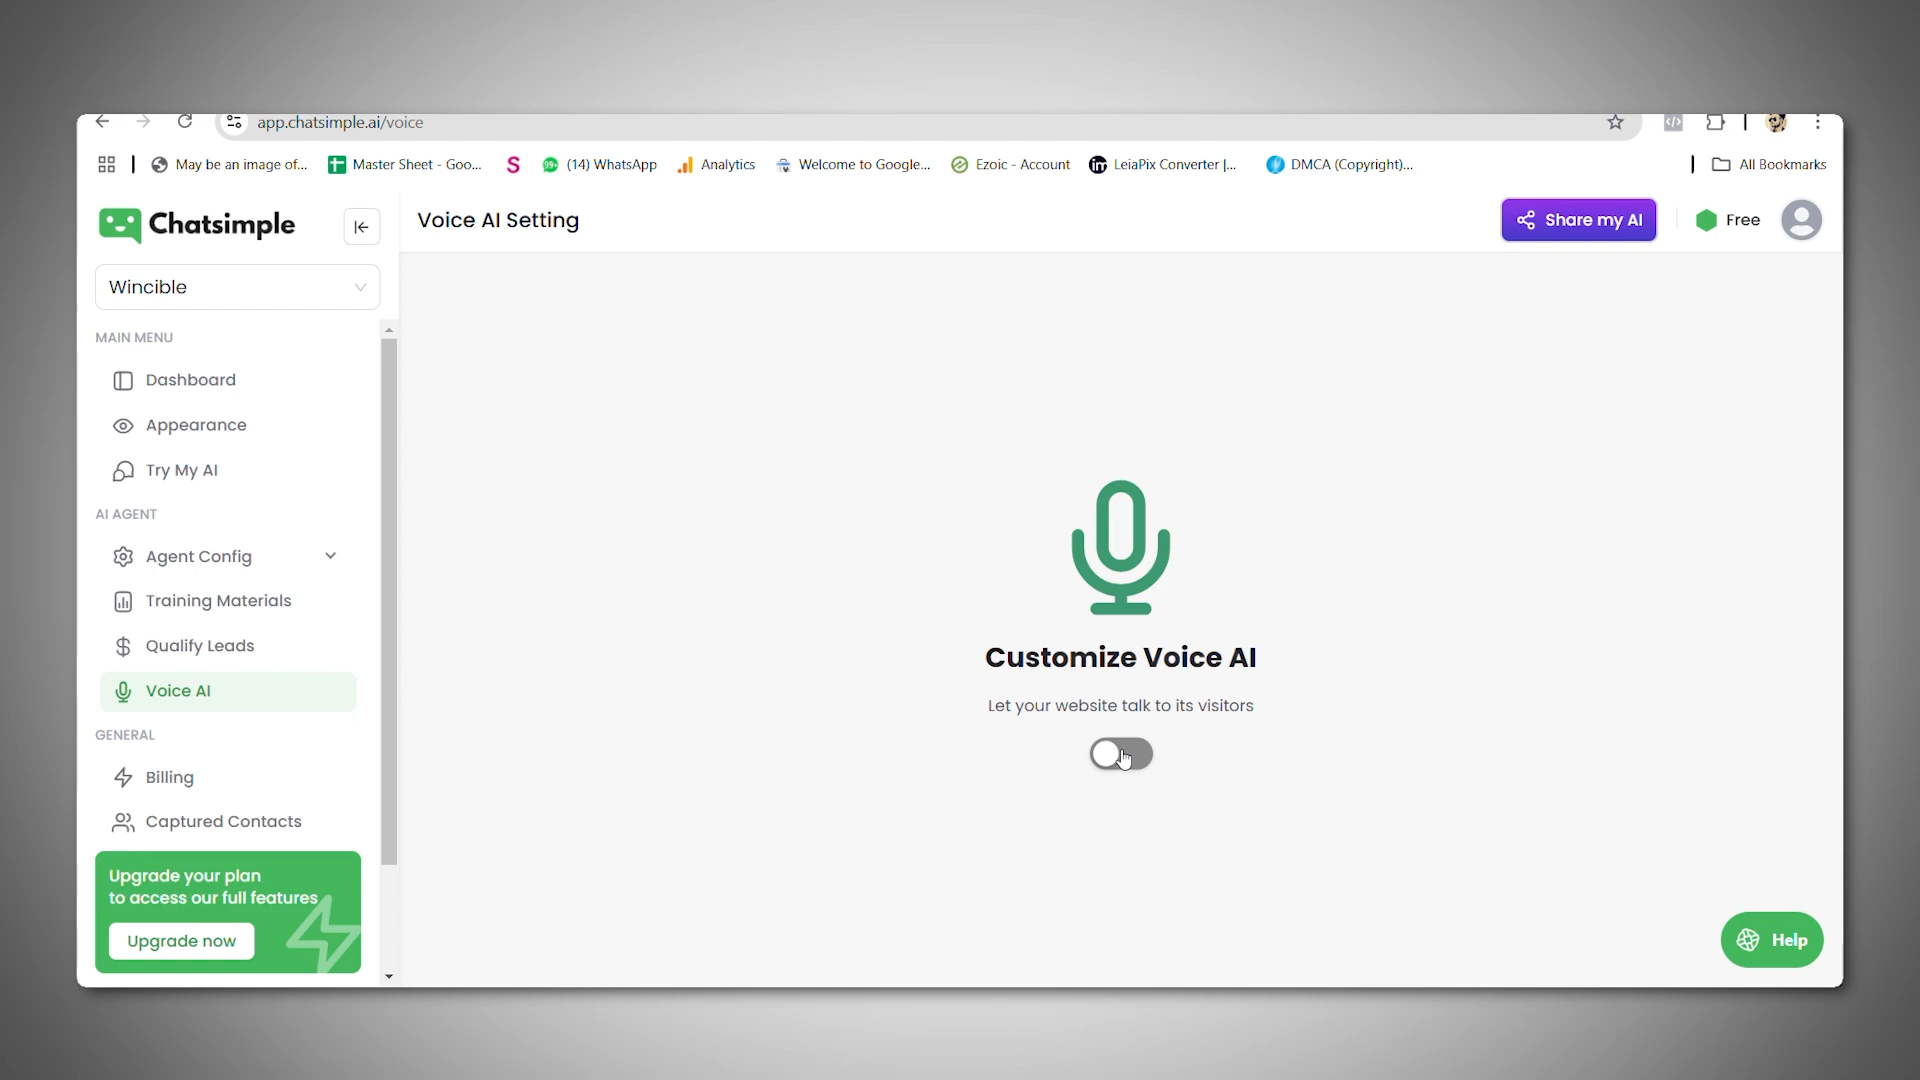 app.chatsimple.ai/voice
May be an image of...
Master Sheet - Goo...
S
99+
(14) WhatsApp
Analytics
Welcome to Google...
Ezoic - Account
im
LeiaPix Converter |...
DMCA (Copyright)...
All Bookmarks
Chatsimple
Voice AI Setting
Share my AI
Free
Wincible
MAIN MENU
Dashboard
Appearance
Try My AI
AI AGENT
Agent Config
Training Materials
Qualify Leads
Voice AI
GENERAL
Billing
Captured Contacts
Upgrade your plan
to access our full features
Upgrade now
Customize Voice AI
Let your website talk to its visitors
Help